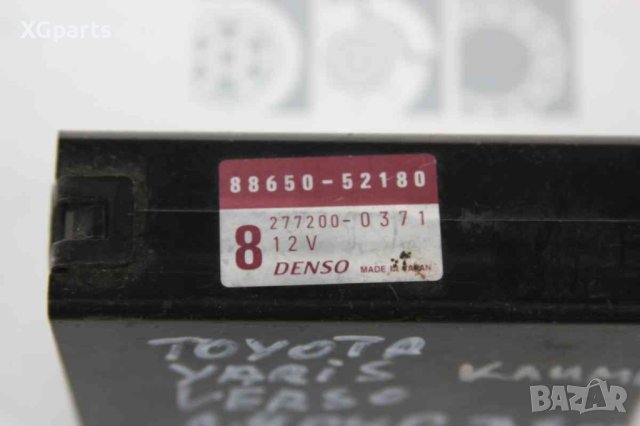 XGparts
88650-52180
277200-0371
8 12V
DENSO MADE IN JAPAN
TOYOTA
YARIS
VERSO
BAZAR